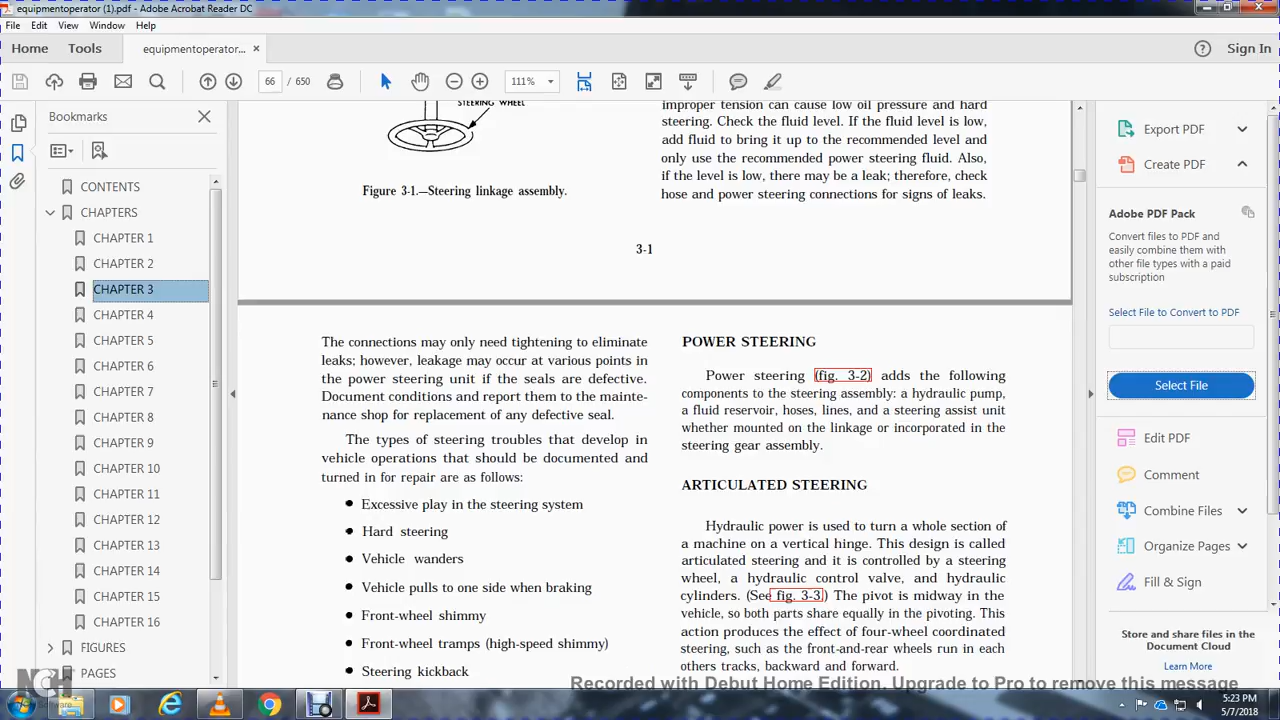 equipmentoperator (1).pdf - Adobe Acrobat Reader DC
File Edit View Window Help
Home Tools equipmentoperator... × Sign In
66 / 650 111%
Bookmarks
CONTENTS
CHAPTERS
CHAPTER 1
CHAPTER 2
CHAPTER 3
CHAPTER 4
CHAPTER 5
CHAPTER 6
CHAPTER 7
CHAPTER 8
CHAPTER 9
CHAPTER 10
CHAPTER 11
CHAPTER 12
CHAPTER 13
CHAPTER 14
CHAPTER 15
CHAPTER 16
FIGURES
PAGES
STEERING WHEEL
Figure 3-1.—Steering linkage assembly.
improper tension can cause low oil pressure and hard
steering. Check the fluid level. If the fluid level is low,
add fluid to bring it up to the recommended level and
only use the recommended power steering fluid. Also,
if the level is low, there may be a leak; therefore, check
hose and power steering connections for signs of leaks.
3-1
The connections may only need tightening to eliminate
leaks; however, leakage may occur at various points in
the power steering unit if the seals are defective.
Document conditions and report them to the mainte-
nance shop for replacement of any defective seal.
The types of steering troubles that develop in
vehicle operations that should be documented and
turned in for repair are as follows:
• Excessive play in the steering system
• Hard steering
• Vehicle wanders
• Vehicle pulls to one side when braking
• Front-wheel shimmy
• Front-wheel tramps (high-speed shimmy)
• Steering kickback
POWER STEERING
Power steering (fig. 3-2) adds the following
components to the steering assembly: a hydraulic pump,
a fluid reservoir, hoses, lines, and a steering assist unit
whether mounted on the linkage or incorporated in the
steering gear assembly.
ARTICULATED STEERING
Hydraulic power is used to turn a whole section of
a machine on a vertical hinge. This design is called
articulated steering and it is controlled by a steering
wheel, a hydraulic control valve, and hydraulic
cylinders. (See fig. 3-3.) The pivot is midway in the
vehicle, so both parts share equally in the pivoting. This
action produces the effect of four-wheel coordinated
steering, such as the front-and-rear wheels run in each
others tracks, backward and forward.
Export PDF
Create PDF
Adobe PDF Pack
Convert files to PDF and
easily combine them with
other file types with a paid
subscription
Select File to Convert to PDF
Select File
Edit PDF
Comment
Combine Files
Organize Pages
Fill & Sign
Store and share files in the
Document Cloud
Learn More
Recorded with Debut Home Edition. Upgrade to Pro to remove this message
NCH
Software
5:23 PM
5/7/2018